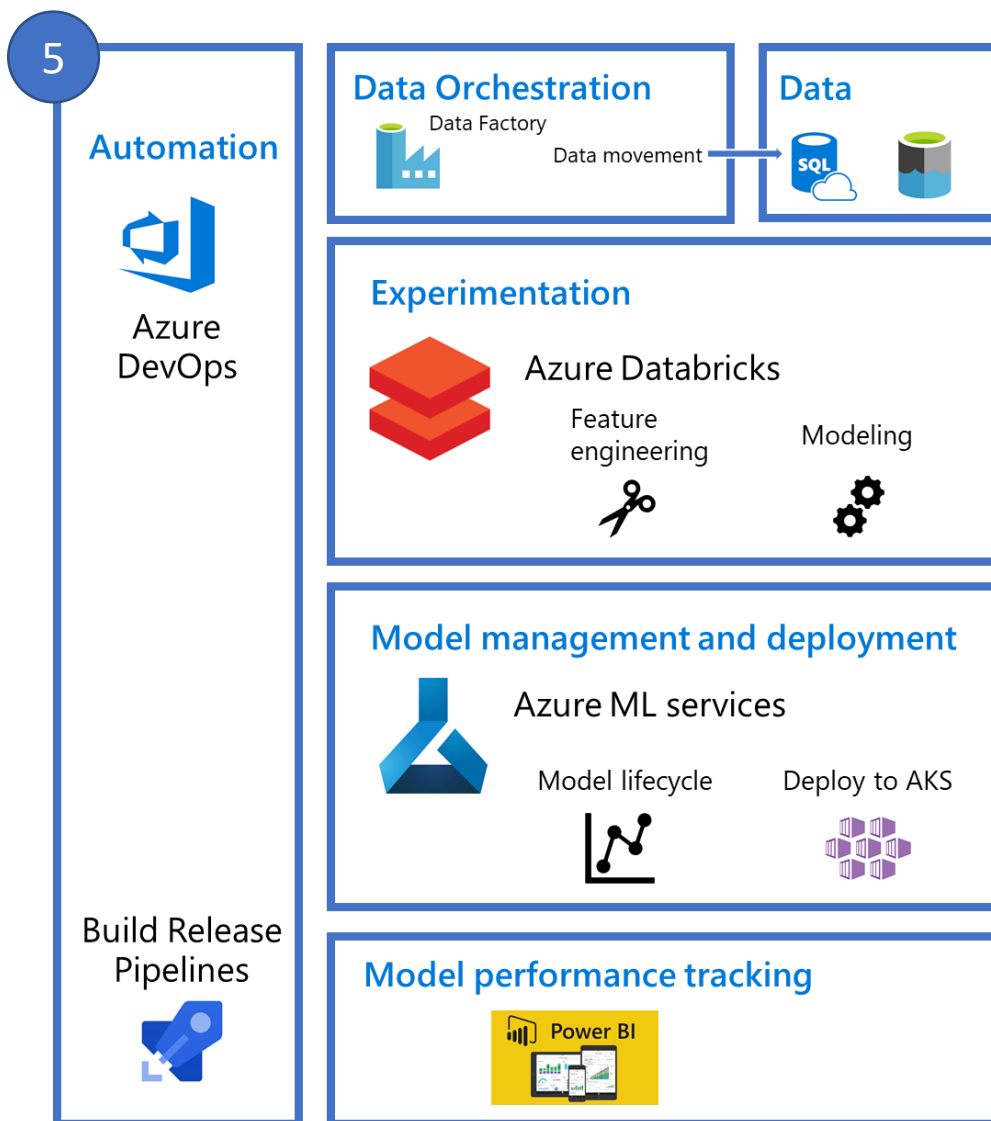 5
Automation
Azure
DevOps
Build Release
Pipelines
Data Orchestration
Data Factory
Data movement
Data
SQL
Experimentation
Azure Databricks
Feature
engineering
Modeling
Model management and deployment
Azure ML services
Model lifecycle
Deploy to AKS
Model performance tracking
Power BI